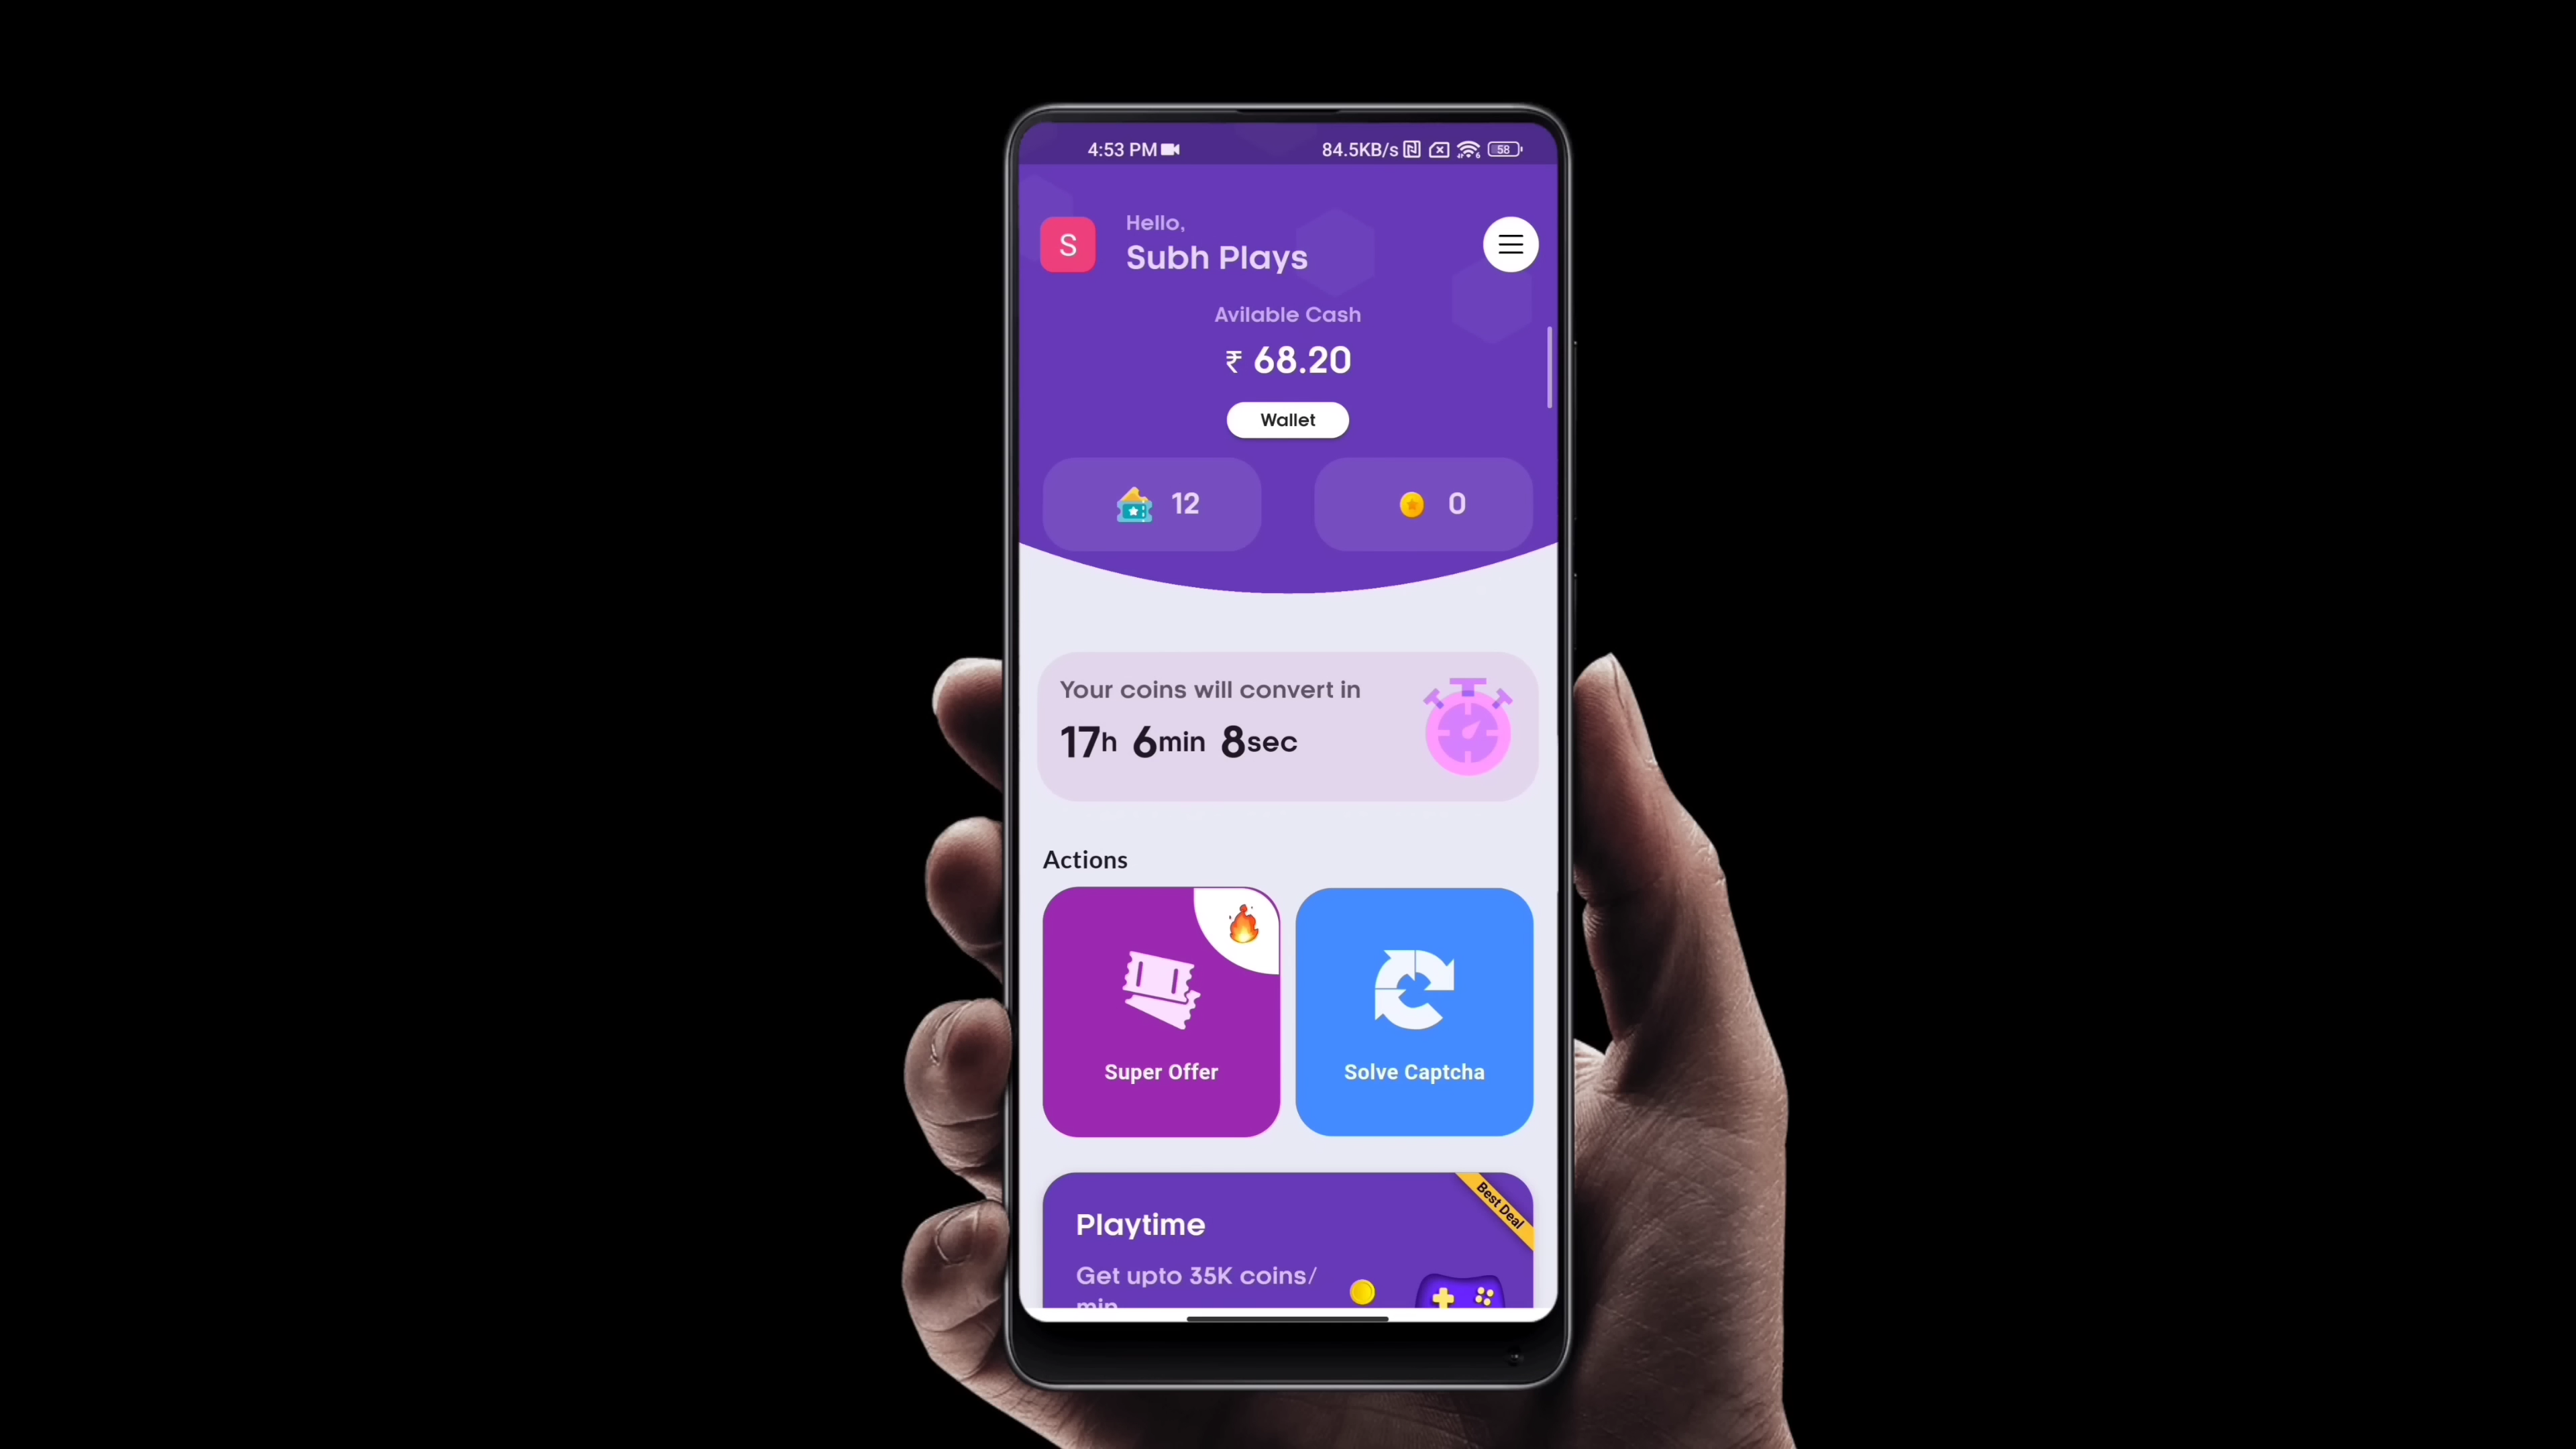 4:53 PM
84.5KB/s
58
S
Hello,
Subh Plays
Avilable Cash
₹ 68.20
Wallet
12
0
Your coins will convert in
17h 6min 8sec
Actions
Super Offer
Solve Captcha
Best Deal
Playtime
Get upto 35K coins/
min